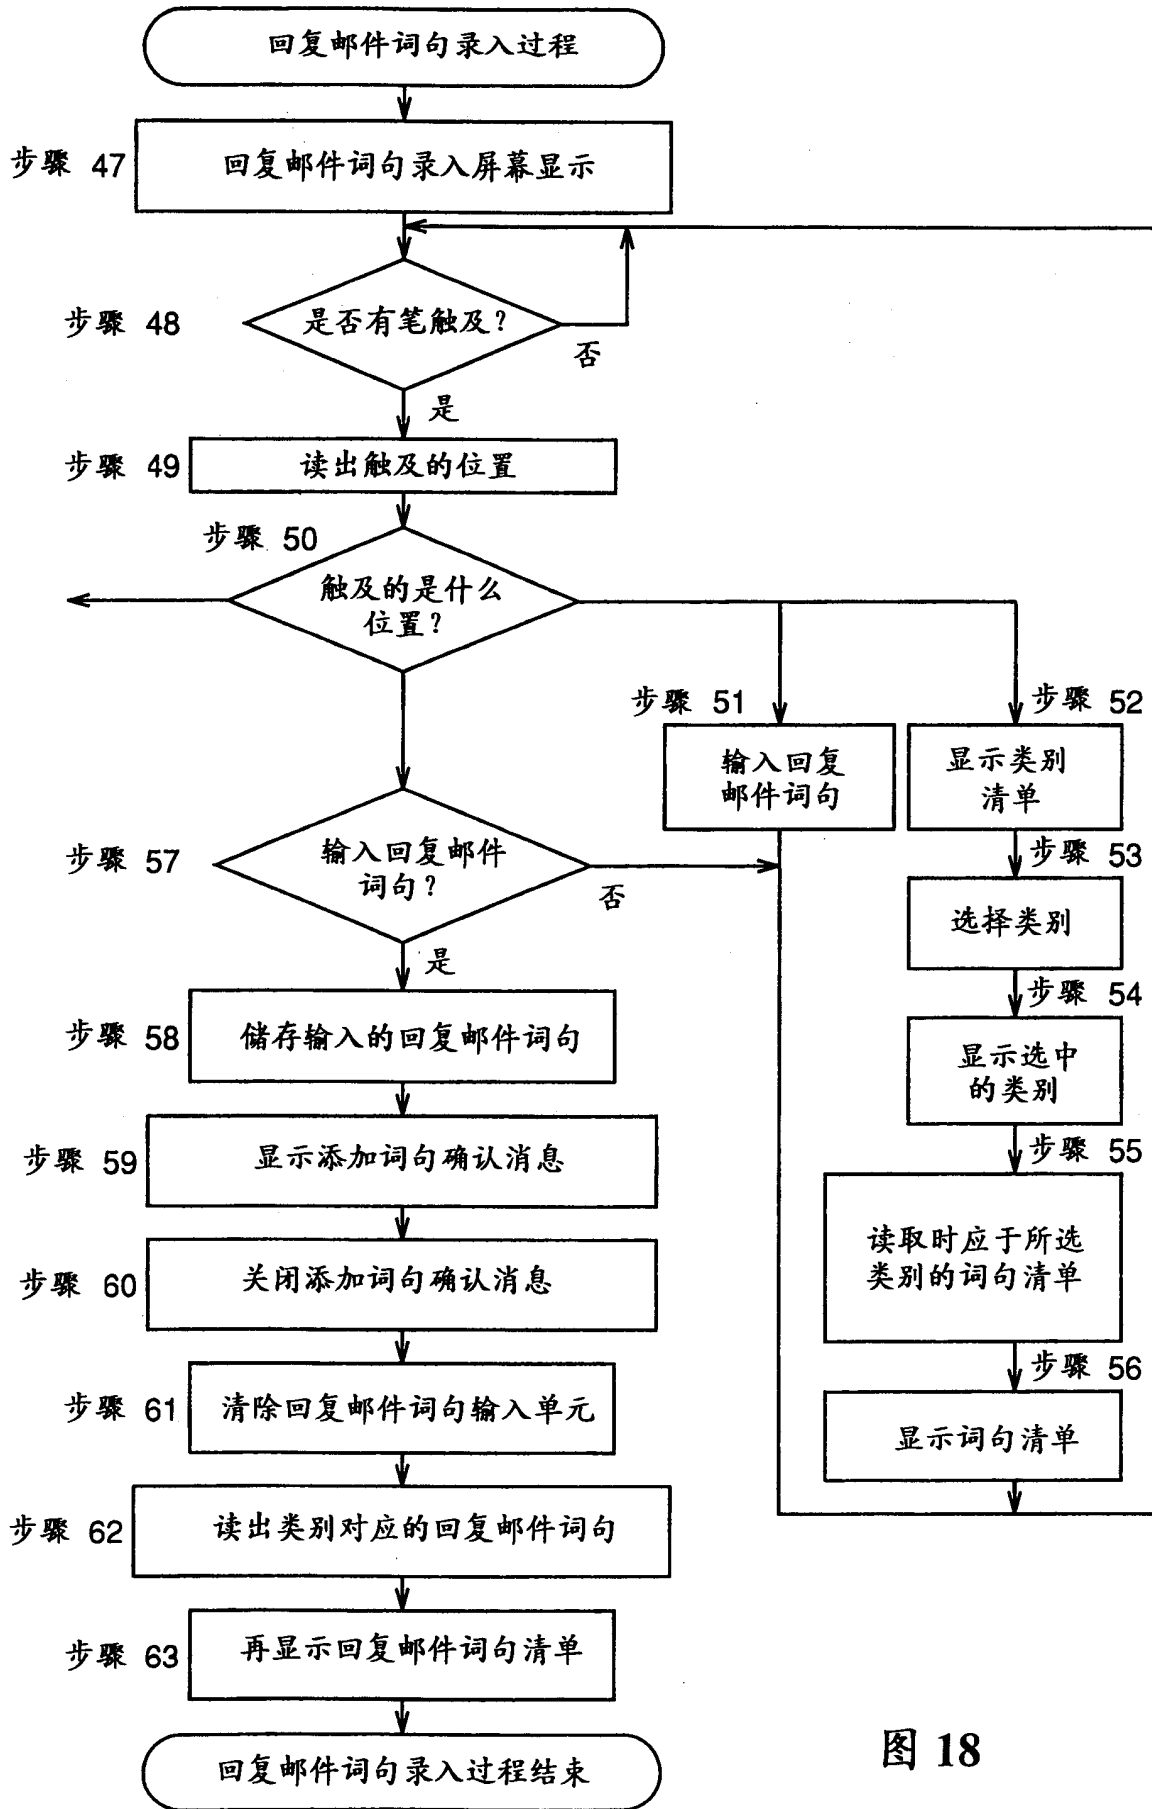 回复邮件词句录入过程
步骤 47
回复邮件词句录入屏幕显示
步骤 48
是否有笔触及?
否
是
步骤 49
读出触及的位置
步骤 50
触及的是什么
位置?
步骤 51
输入回复
邮件词句
步骤 52
显示类别
清单
步骤 53
选择类别
步骤 54
显示选中
的类别
步骤 55
读取时应于所选
类别的词句清单
步骤 56
显示词句清单
步骤 57
输入回复邮件
词句?
否
是
步骤 58
储存输入的回复邮件词句
步骤 59
显示添加词句确认消息
步骤 60
关闭添加词句确认消息
步骤 61
清除回复邮件词句输入单元
步骤 62
读出类别对应的回复邮件词句
步骤 63
再显示回复邮件词句清单
回复邮件词句录入过程结束
图 18